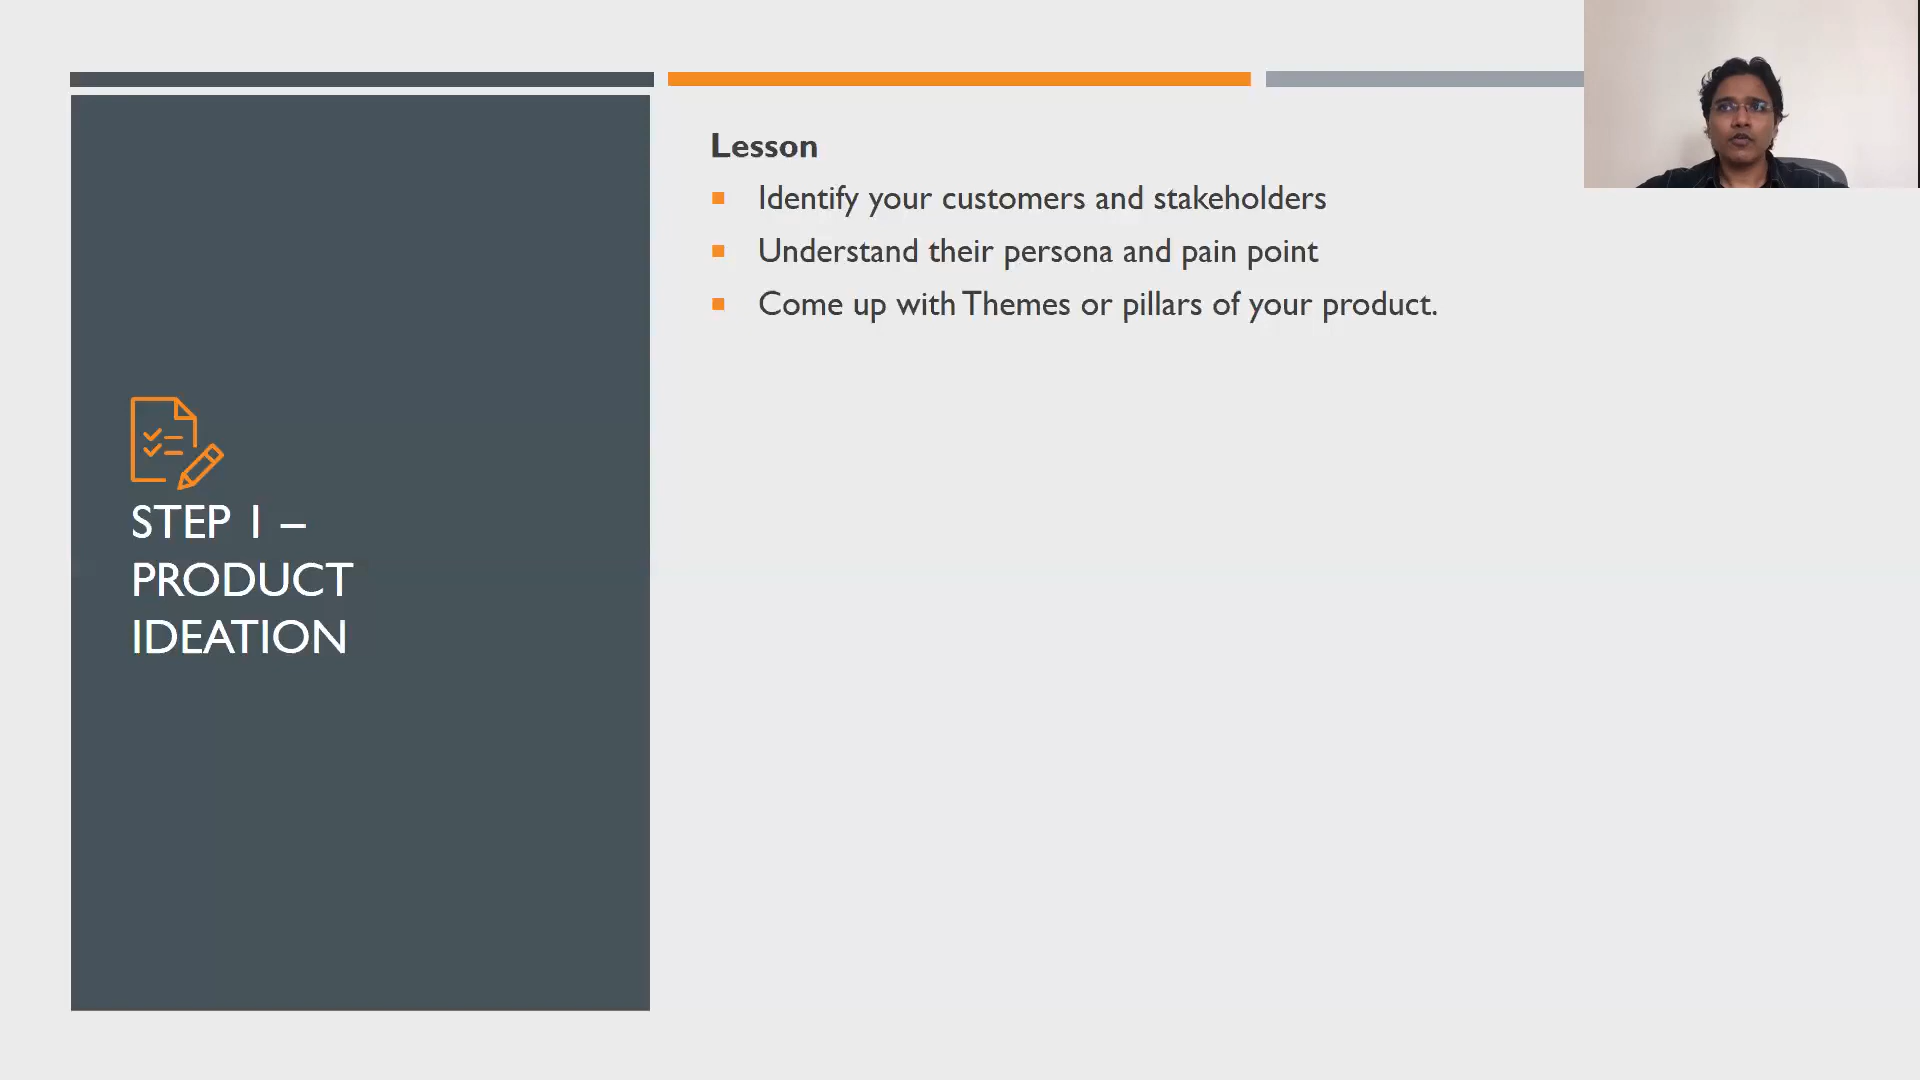 STEP 1 –
PRODUCT
IDEATION
Lesson
Identify your customers and stakeholders
Understand their persona and pain point
Come up with Themes or pillars of your product.